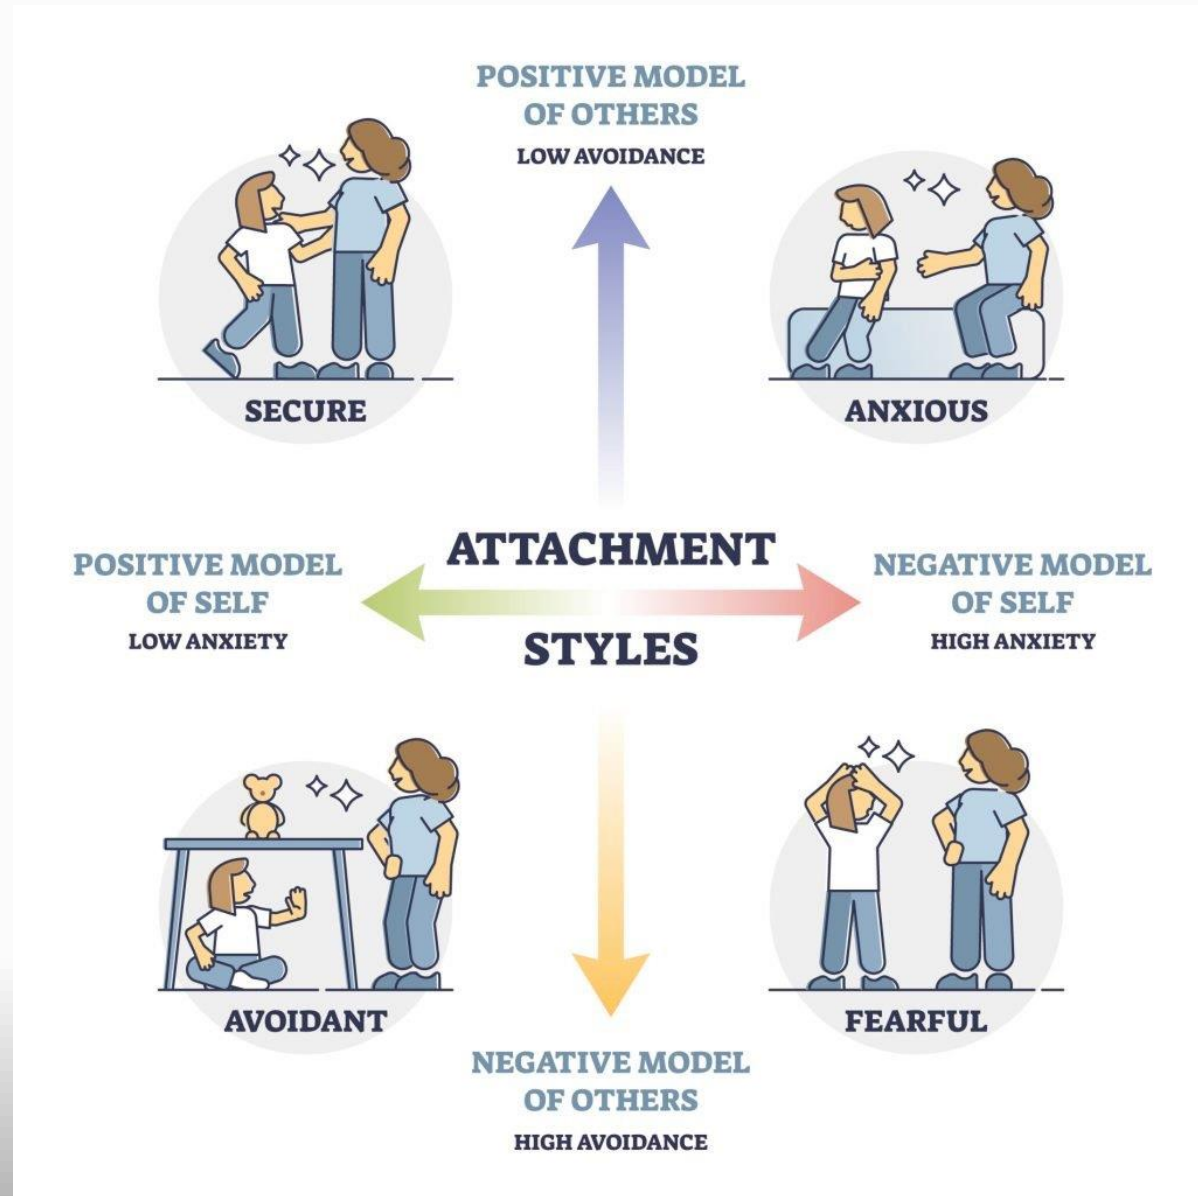 POSITIVE MODEL
OF OTHERS
LOW AVOIDANCE
SECURE
ANXIOUS
ATTACHMENT
STYLES
POSITIVE MODEL
OF SELF
LOW ANXIETY
NEGATIVE MODEL
OF SELF
HIGH ANXIETY
AVOIDANT
FEARFUL
NEGATIVE MODEL
OF OTHERS
HIGH AVOIDANCE